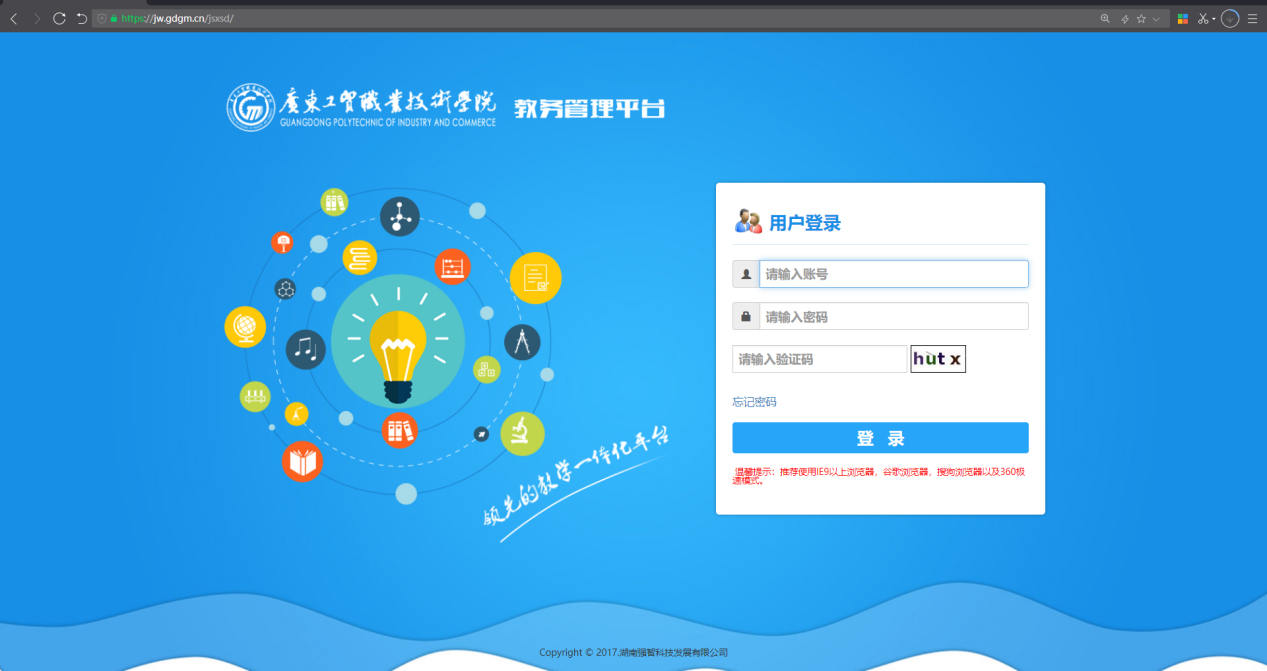 https://jw.gdgm.cn/jsxsd/
廣東工贸職業技術學院
GUANGDONG POLYTECHNIC OF INDUSTRY AND COMMERCE
教务管理平台
用户登录
请输入账号
请输入密码
请输入验证码
hùt x
忘记密码
登 录
温馨提示：推荐使用IE9以上浏览器，谷歌浏览器，搜狗浏览器以及360极
速模式。
领先的教学一体化平台
Copyright © 2017.湖南强智科技发展有限公司